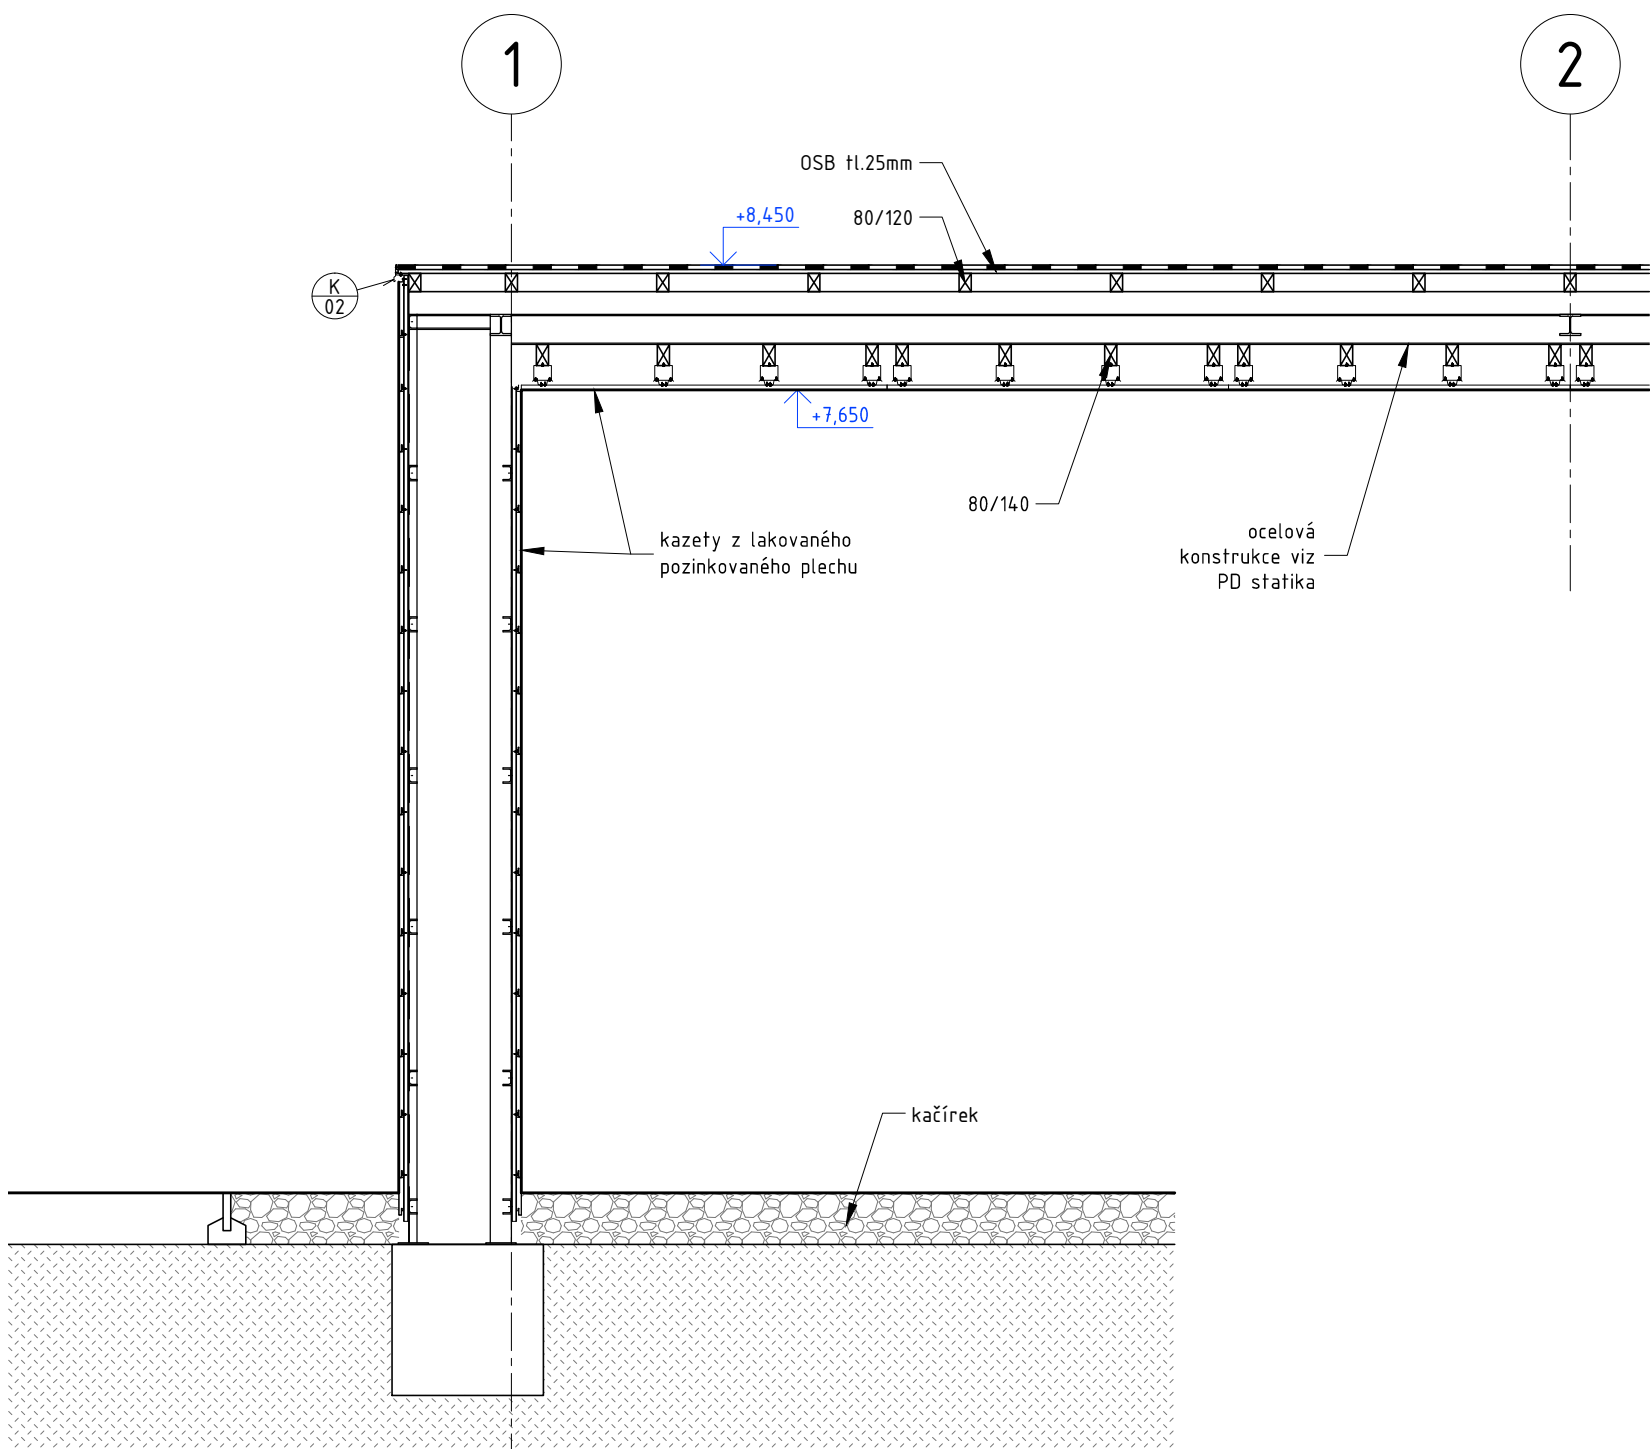 1
2
OSB tl.25mm
+8,450
80/120
K
02
+7,650
80/140
kazety z lakovaného
pozinkovaného plechu
ocelová
konstrukce viz
PD statika
kačírek